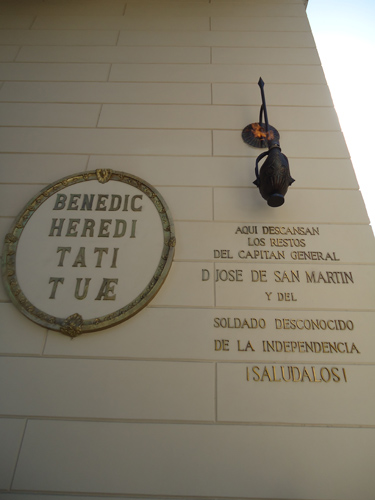 BENEDIC
HEREDI
TATI
TUÆ
AQUI DESCANSAN
LOS RESTOS
DEL CAPITAN GENERAL
D JOSE DE SAN MARTIN
Y DEL
SOLDADO DESCONOCIDO
DE LA INDEPENDENCIA
¡SALUDALOS!